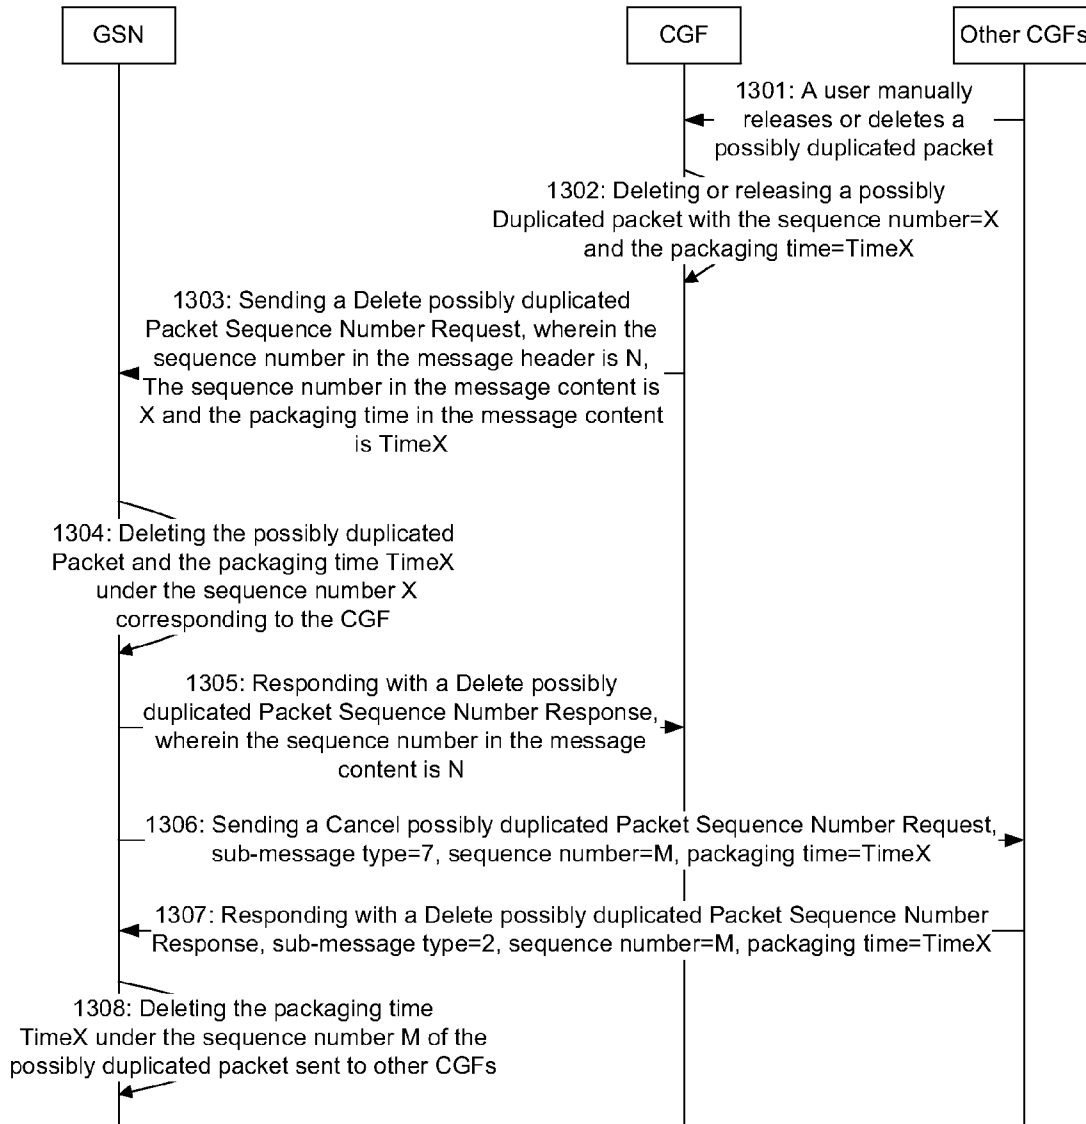 GSN
CGF
Other CGFs
1301: A user manually
releases or deletes a
possibly duplicated packet
1302: Deleting or releasing a possibly
Duplicated packet with the sequence number=X
and the packaging time=TimeX
1303: Sending a Delete possibly duplicated
Packet Sequence Number Request, wherein the
sequence number in the message header is N,
The sequence number in the message content is
X and the packaging time in the message content
is TimeX
1304: Deleting the possibly duplicated
Packet and the packaging time TimeX
under the sequence number X
corresponding to the CGF
1305: Responding with a Delete possibly
duplicated Packet Sequence Number Response,
wherein the sequence number in the message
content is N
1306: Sending a Cancel possibly duplicated Packet Sequence Number Request,
sub-message type=7, sequence number=M, packaging time=TimeX
1307: Responding with a Delete possibly duplicated Packet Sequence Number
Response, sub-message type=2, sequence number=M, packaging time=TimeX
1308: Deleting the packaging time
TimeX under the sequence number M of the
possibly duplicated packet sent to other CGFs